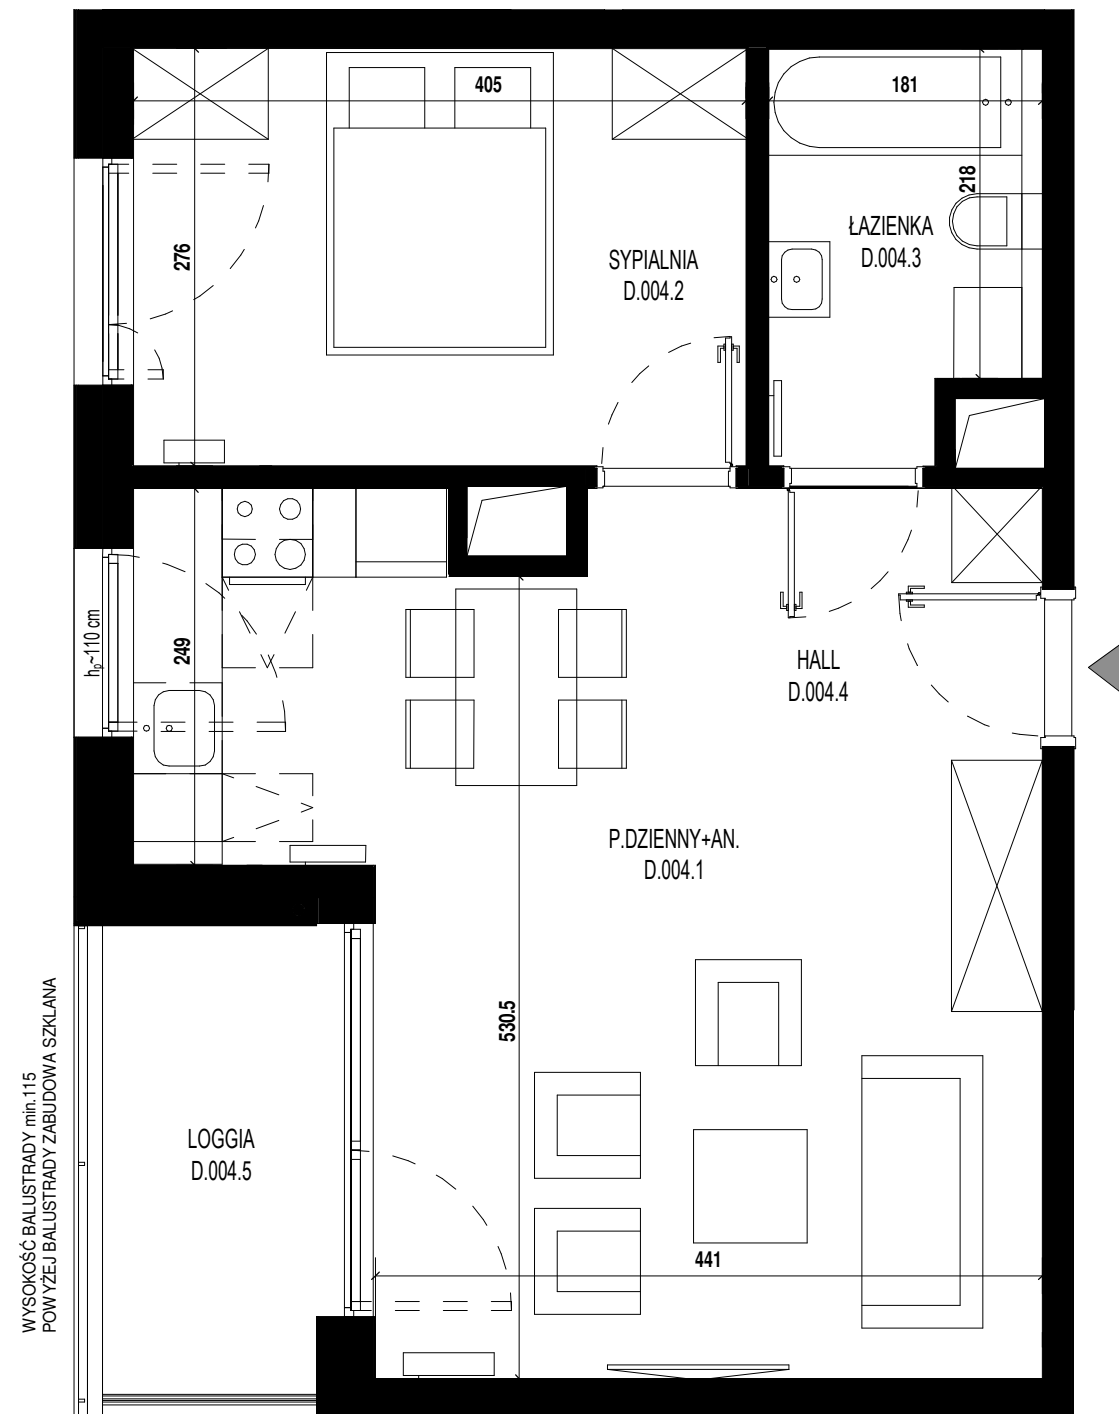 405
181
218
276
ŁAZIENKA
D.004.3
SYPIALNIA
D.004.2
249
hp~110 cm
HALL
D.004.4
P.DZIENNY+AN.
D.004.1
530.5
LOGGIA
D.004.5
441
WYSOKOŚĆ BALUSTRADY min.115
POWYŻEJ BALUSTRADY ZABUDOWA SZKLANA